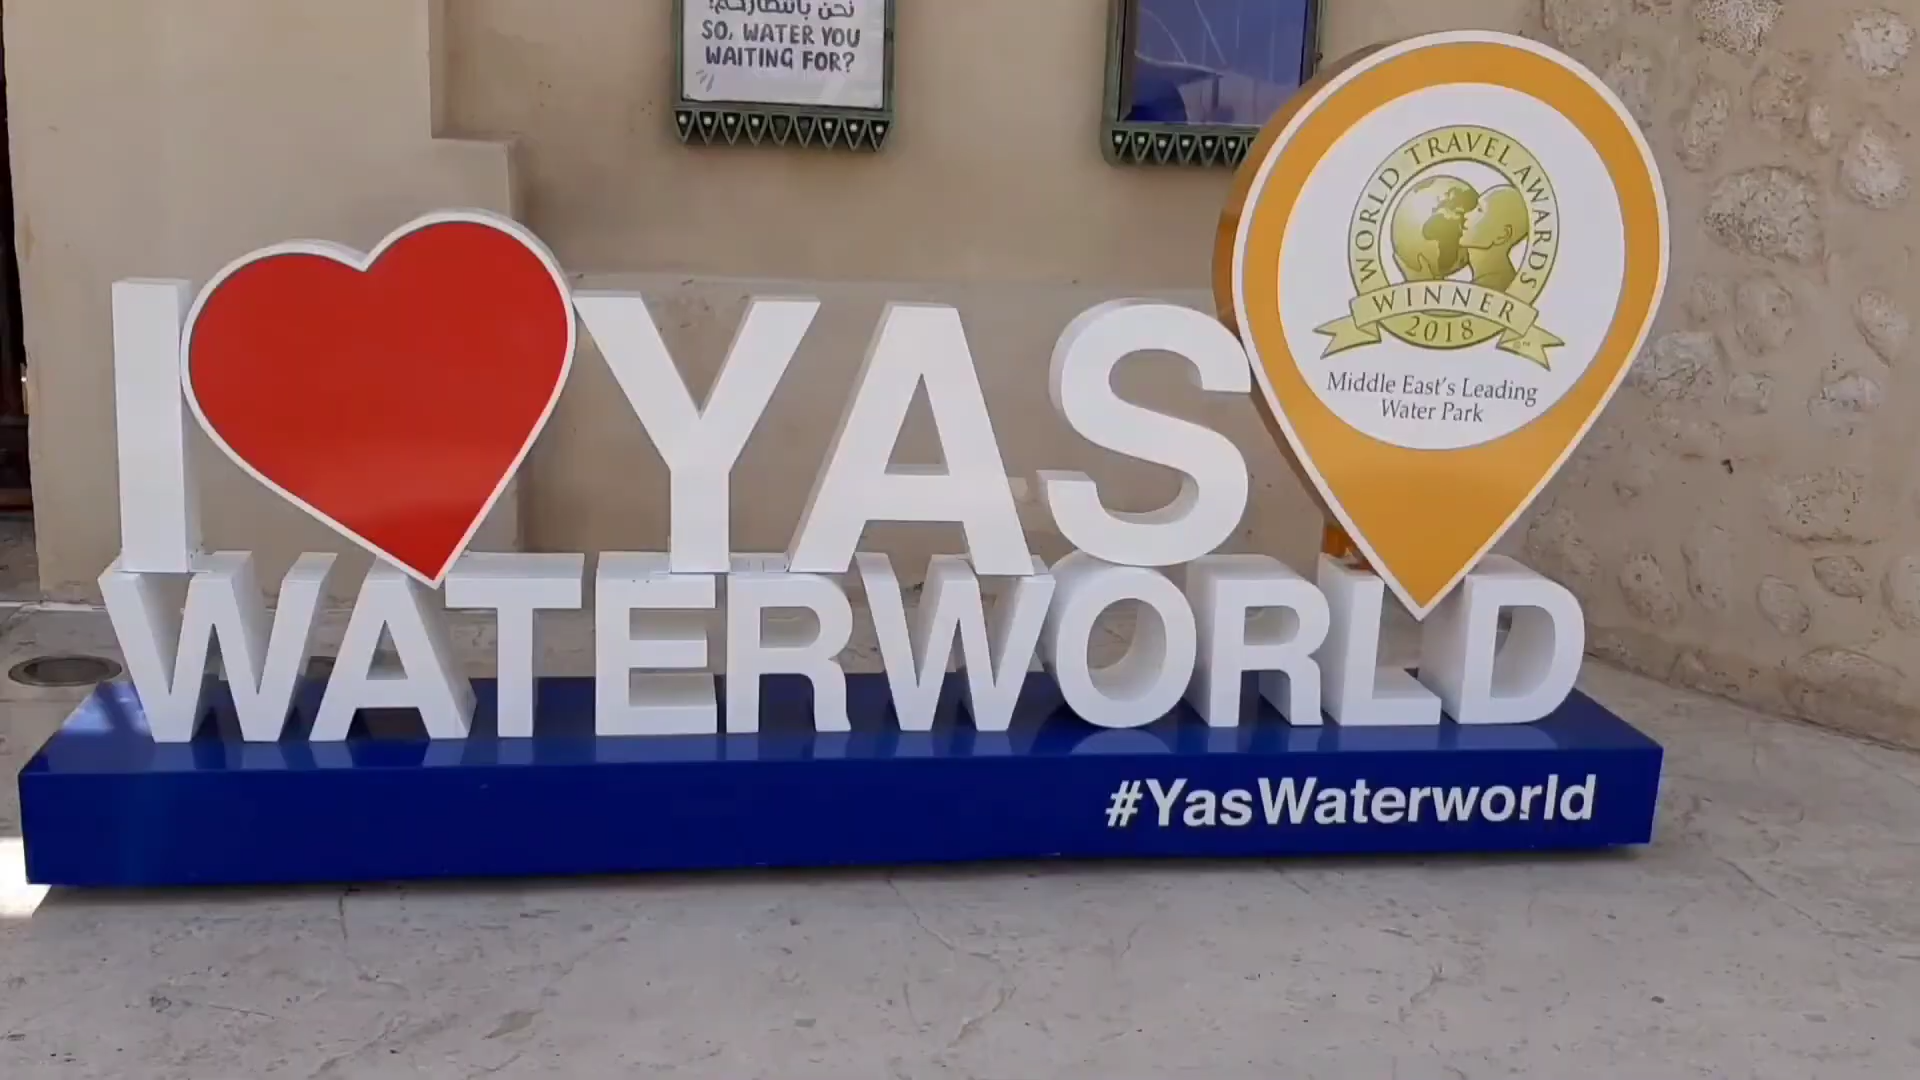 نحن بانتظاركم!
SO, WATER YOU
WAITING FOR?
I YAS
WATERWORLD
WORLD TRAVEL AWARDS
WINNER
2018
Middle East's Leading
Water Park
#YasWaterworld